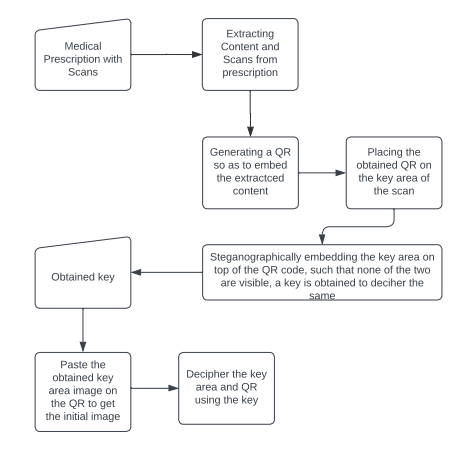 Medical
Prescription with
Scans
Extracting
Content and
Scans from
prescription
Generating a QR
so as to embed
the extractced
content
Placing the
obtained QR on
the key area of
the scan
Steganographically embedding the key area on
top of the QR code, such that none of the two
are visible, a key is obtained to deciher the
same
Obtained key
Paste the
obtained key
area image on
the QR to get
the initial image
Decipher the key
area and QR
using the key